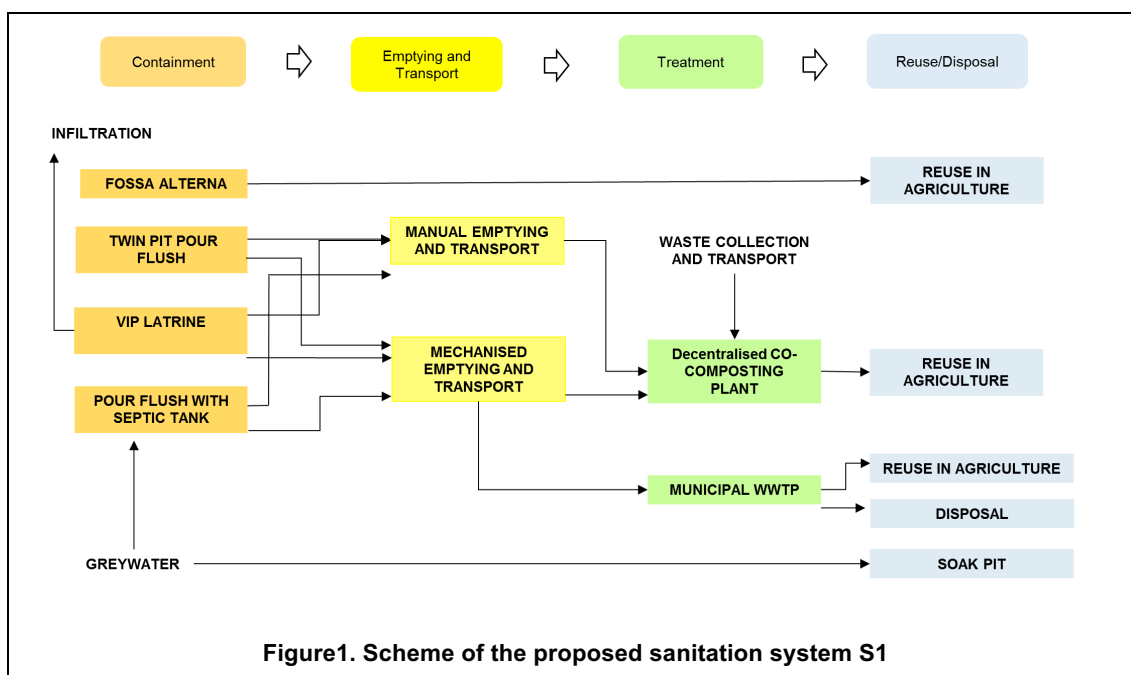 Containment
Emptying and
Transport
Treatment
Reuse/Disposal
INFILTRATION
FOSSA ALTERNA
REUSE IN
AGRICULTURE
TWIN PIT POUR
FLUSH
MANUAL EMPTYING
AND TRANSPORT
WASTE COLLECTION
AND TRANSPORT
VIP LATRINE
MECHANISED
EMPTYING AND
TRANSPORT
Decentralised CO-
COMPOSTING
PLANT
REUSE IN
AGRICULTURE
POUR FLUSH WITH
SEPTIC TANK
REUSE IN AGRICULTURE
MUNICIPAL WWTP
DISPOSAL
GREYWATER
SOAK PIT
Figure1. Scheme of the proposed sanitation system S1